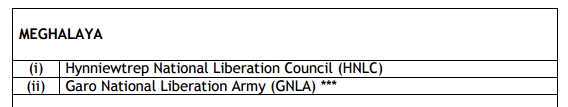 MEGHALAYA
(i) Hynniewtrep National Liberation Council (HNLC)
(ii) Garo National Liberation Army (GNLA) ***